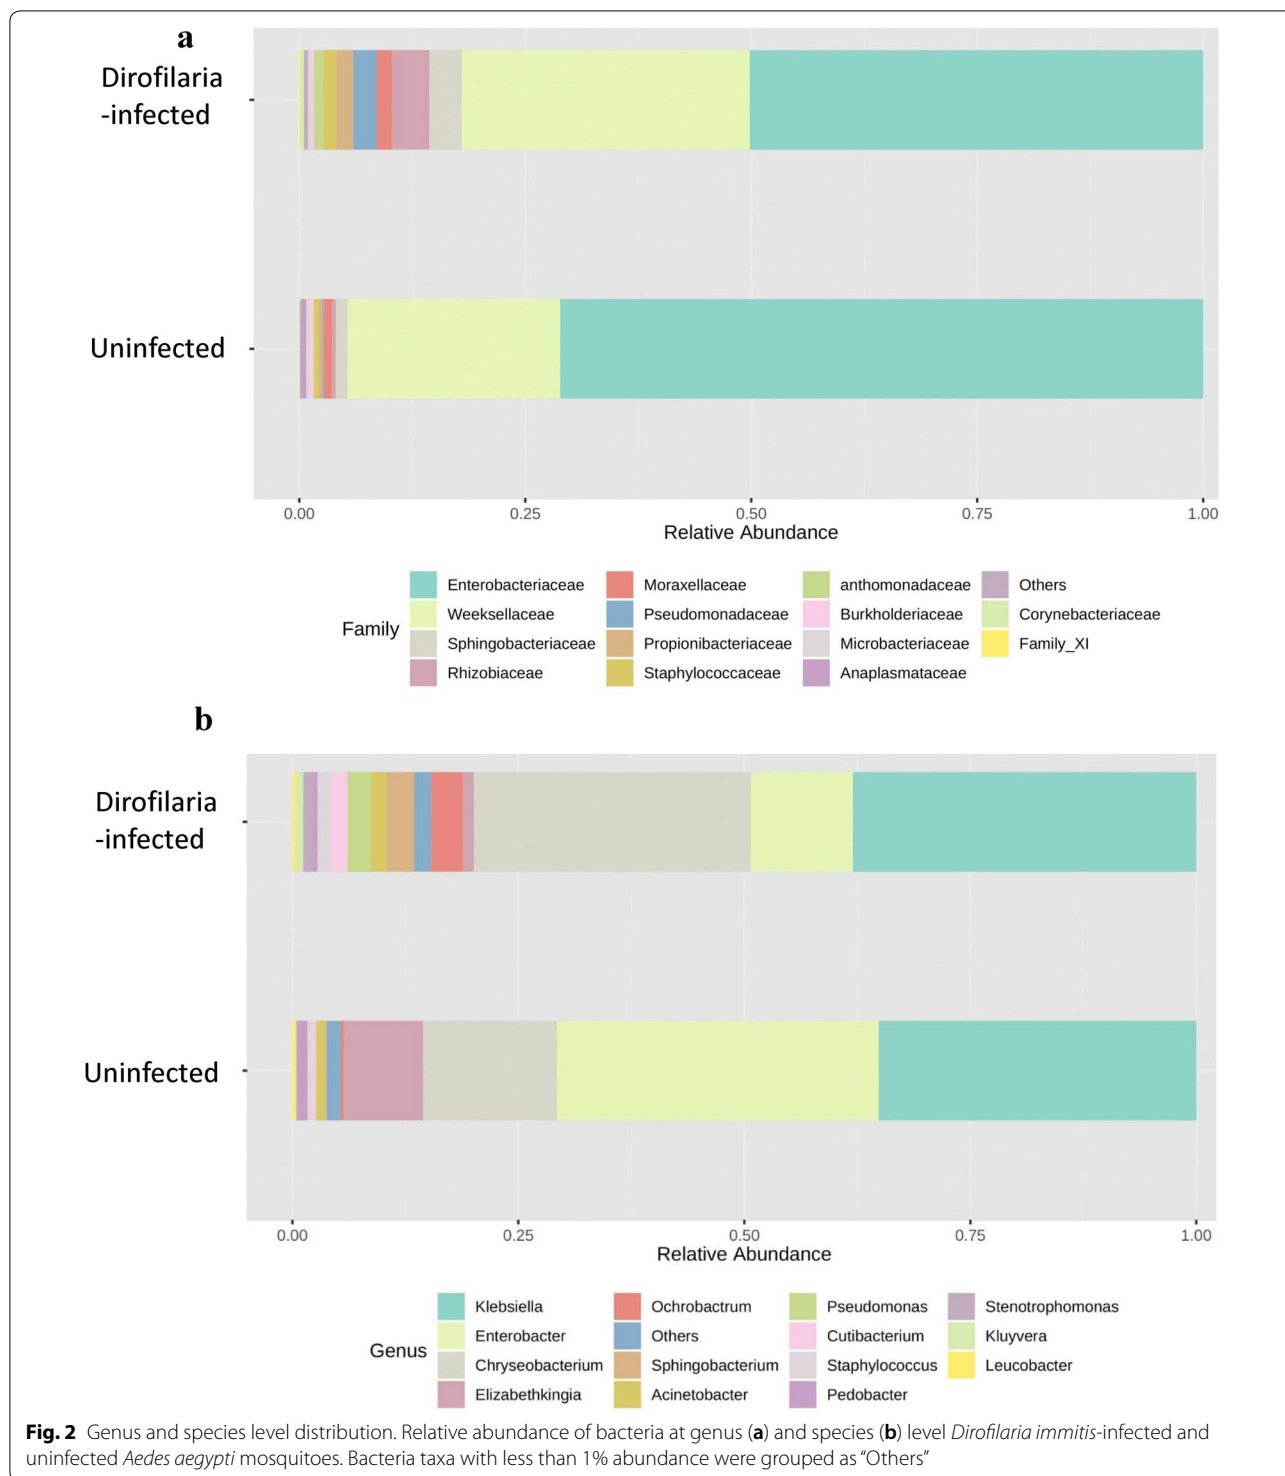 a
Dirofilaria
-infected
Uninfected
0.00 0.25 0.50 0.75 1.00
Relative Abundance
Family
Enterobacteriaceae Moraxellaceae anthomonadaceae Others
Weeksellaceae Pseudomonadaceae Burkholderiaceae Corynebacteriaceae
Sphingobacteriaceae Propionibacteriaceae Microbacteriaceae Family_XI
Rhizobiaceae Staphylococcaceae Anaplasmataceae
b
Dirofilaria
-infected
Uninfected
0.00 0.25 0.50 0.75 1.00
Relative Abundance
Genus
Klebsiella Ochrobactrum Pseudomonas Stenotrophomonas
Enterobacter Others Cutibacterium Kluyvera
Chryseobacterium Sphingobacterium Staphylococcus Leucobacter
Elizabethkingia Acinetobacter Pedobacter
Fig. 2 Genus and species level distribution. Relative abundance of bacteria at genus (a) and species (b) level Dirofilaria immitis-infected and
uninfected Aedes aegypti mosquitoes. Bacteria taxa with less than 1% abundance were grouped as “Others”